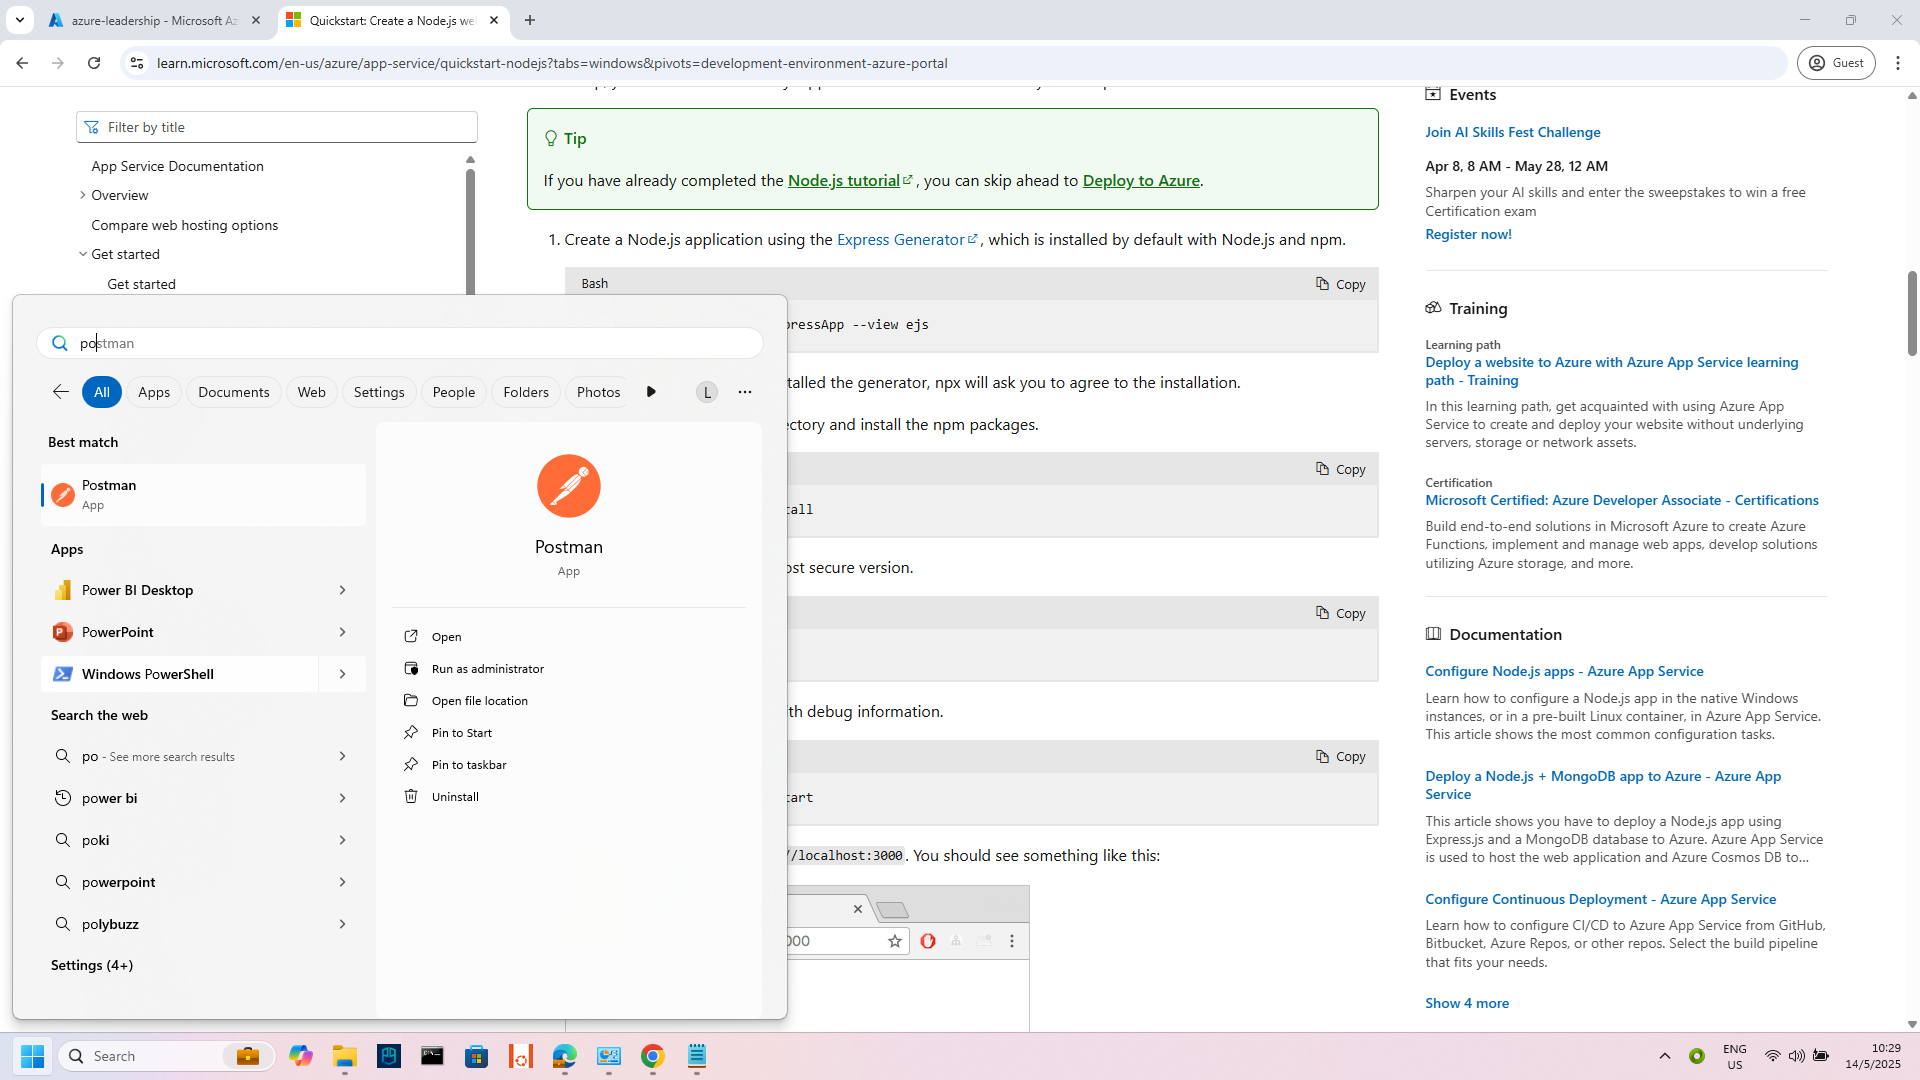 azure-leadership - Microsoft Az
Quickstart: Create a Node.js we
learn.microsoft.com/en-us/azure/app-service/quickstart-nodejs?tabs=windows&pivots=development-environment-azure-portal
Guest
Filter by title
App Service Documentation
Overview
Compare web hosting options
Get started
Get started
Tip
If you have already completed the Node.js tutorial, you can skip ahead to Deploy to Azure.
1. Create a Node.js application using the Express Generator, which is installed by default with Node.js and npm.
Bash
Copy
pressApp --view ejs
talled the generator, npx will ask you to agree to the installation.
ectory and install the npm packages.
Copy
tall
ost secure version.
Copy
th debug information.
Copy
tart
//localhost:3000. You should see something like this:
000
Events
Join AI Skills Fest Challenge
Apr 8, 8 AM - May 28, 12 AM
Sharpen your AI skills and enter the sweepstakes to win a free
Certification exam
Register now!
Training
Learning path
Deploy a website to Azure with Azure App Service learning
path - Training
In this learning path, get acquainted with using Azure App
Service to create and deploy your website without underlying
servers, storage or network assets.
Certification
Microsoft Certified: Azure Developer Associate - Certifications
Build end-to-end solutions in Microsoft Azure to create Azure
Functions, implement and manage web apps, develop solutions
utilizing Azure storage, and more.
Documentation
Configure Node.js apps - Azure App Service
Learn how to configure a Node.js app in the native Windows
instances, or in a pre-built Linux container, in Azure App Service.
This article shows the most common configuration tasks.
Deploy a Node.js + MongoDB app to Azure - Azure App
Service
This article shows you have to deploy a Node.js app using
Express.js and a MongoDB database to Azure. Azure App Service
is used to host the web application and Azure Cosmos DB to...
Configure Continuous Deployment - Azure App Service
Learn how to configure CI/CD to Azure App Service from GitHub,
Bitbucket, Azure Repos, or other repos. Select the build pipeline
that fits your needs.
Show 4 more
postman
All
Apps
Documents
Web
Settings
People
Folders
Photos
L
Best match
Postman
App
Apps
Power BI Desktop
PowerPoint
Windows PowerShell
Search the web
po - See more search results
power bi
poki
powerpoint
polybuzz
Settings (4+)
Postman
App
Open
Run as administrator
Open file location
Pin to Start
Pin to taskbar
Uninstall
Search
ENG
US
10:29
14/5/2025